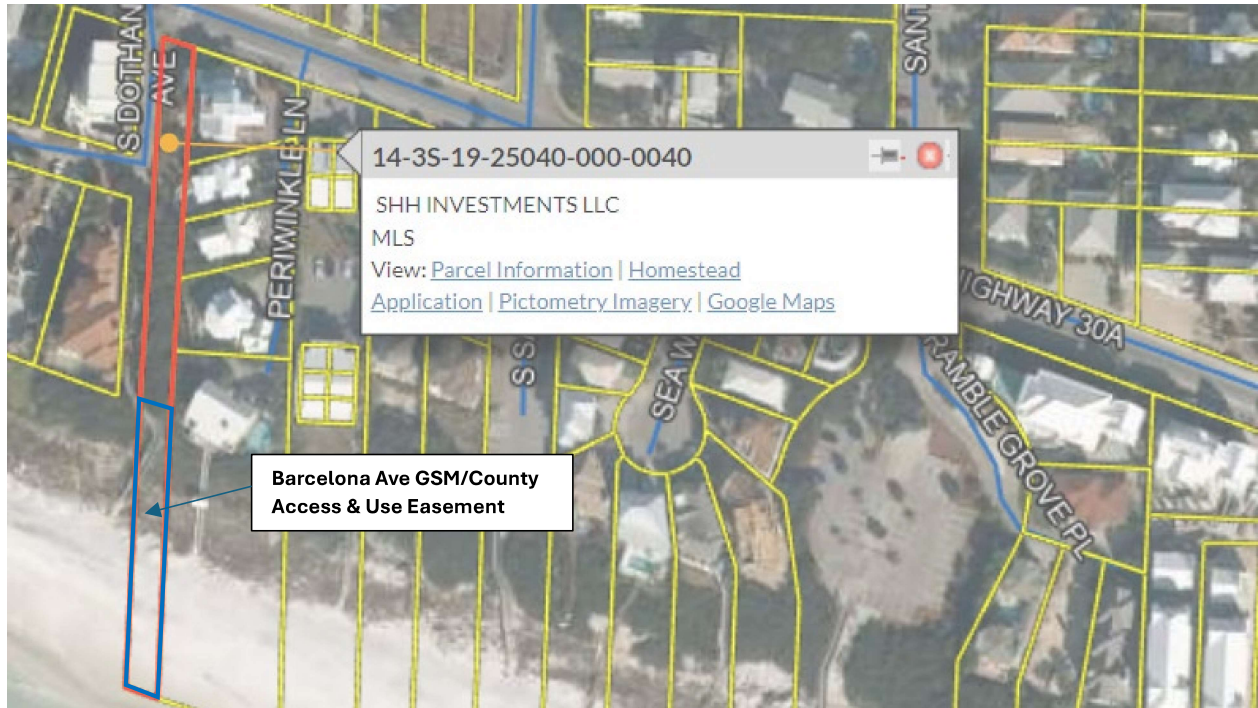 S DOTHAN
AVE
PERIWINKLE LN
SANT
14-3S-19-25040-000-0040
SHH INVESTMENTS LLC
MLS
View: Parcel Information | Homestead
Application | Pictometry Imagery | Google Maps
IGHWAY 30A
S S
SEA W
RAMBLE GROVE PL
Barcelona Ave GSM/County
Access & Use Easement